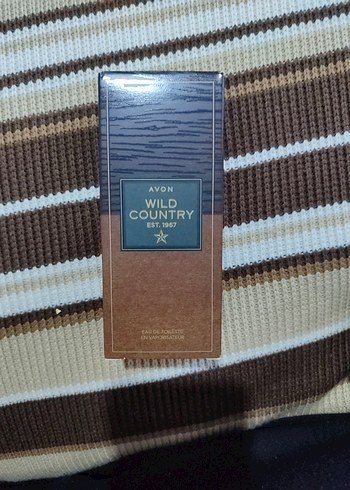 AVON
WILD
COUNTRY
EST. 1967
EAU DE TOILETTE
EN VAPORISATEUR